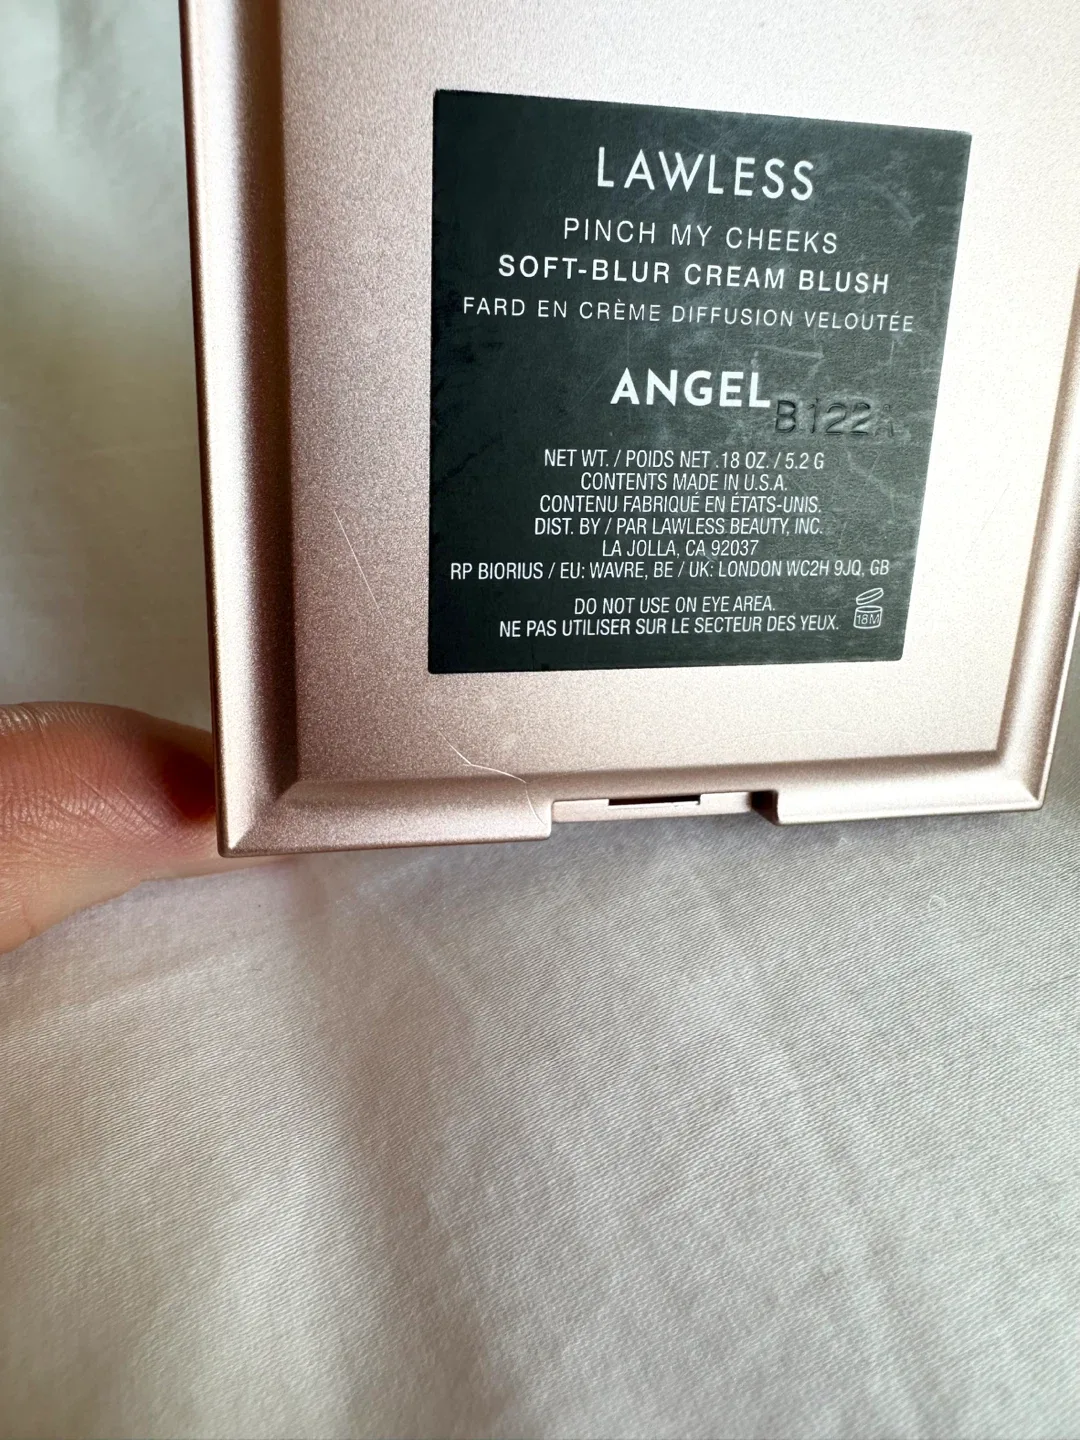 LAWLESS
PINCH MY CHEEKS
SOFT-BLUR CREAM BLUSH
FARD EN CRÈME DIFFUSION VELOUTÉE
ANGEL
B122A
NET WT. / POIDS NET .18 OZ. / 5.2 G
CONTENTS MADE IN U.S.A.
CONTENU FABRIQUÉ EN ÉTATS-UNIS.
DIST. BY / PAR LAWLESS BEAUTY, INC.
LA JOLLA, CA 92037
RP BIORIUS / EU: WAVRE, BE / UK: LONDON WC2H 9JQ, GB
DO NOT USE ON EYE AREA.
NE PAS UTILISER SUR LE SECTEUR DES YEUX.
18M